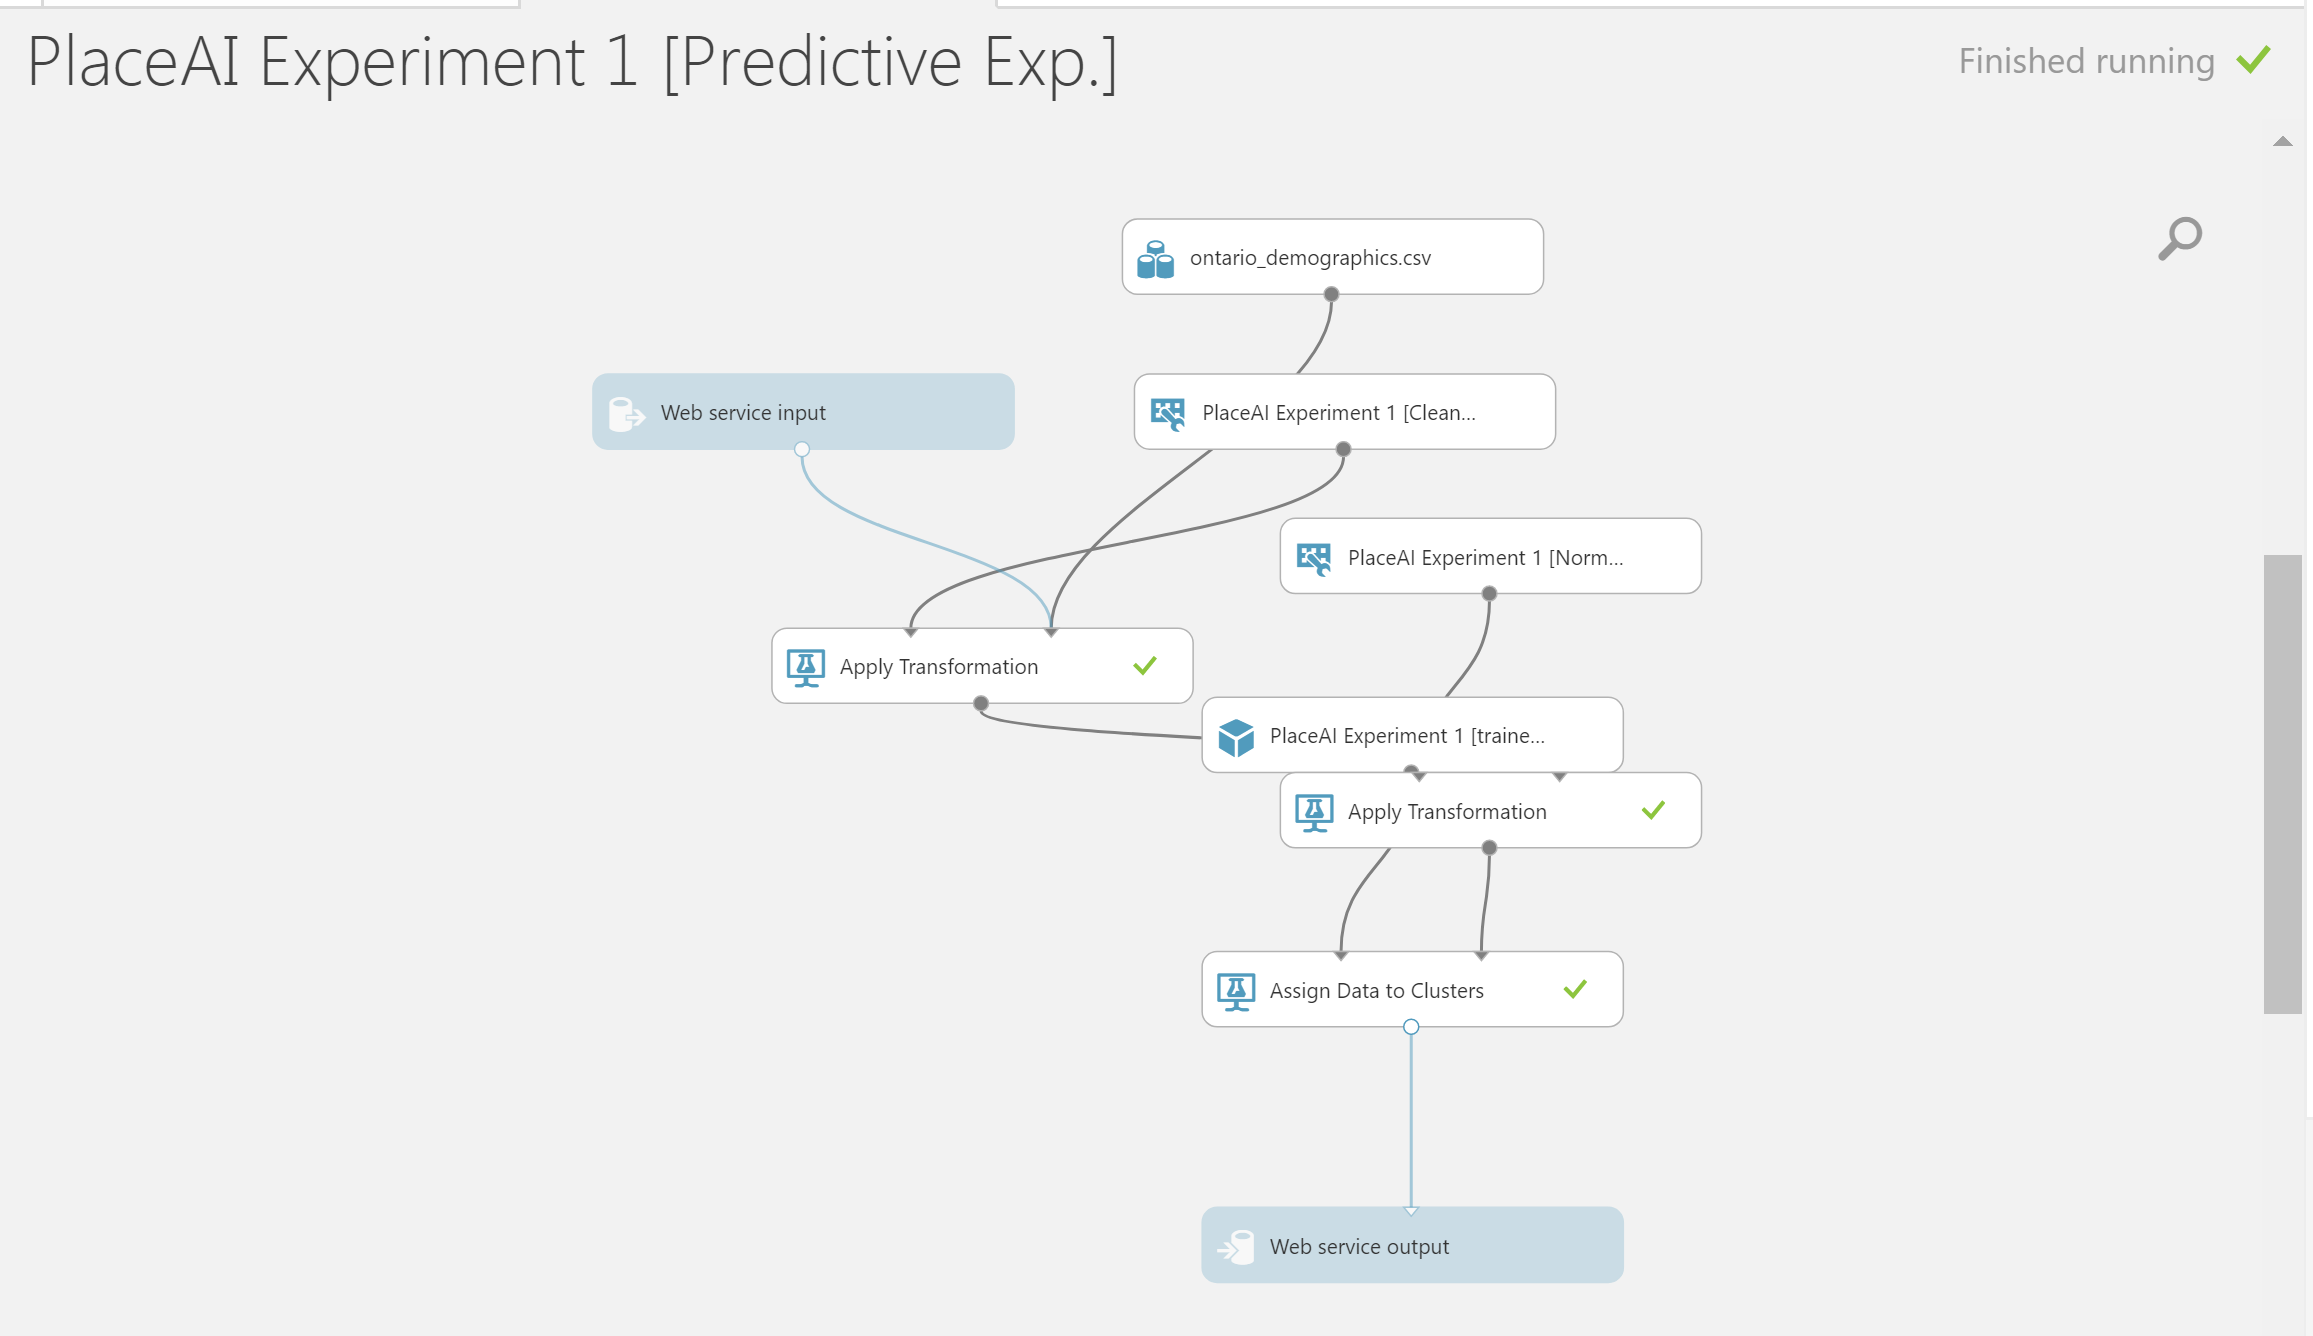 PlaceAI Experiment 1 [Predictive Exp.]
Finished running
ontario_demographics.csv
Web service input
PlaceAI Experiment 1 [Clean...
PlaceAI Experiment 1 [Norm...
Apply Transformation
PlaceAI Experiment 1 [traine...
Apply Transformation
Assign Data to Clusters
Web service output